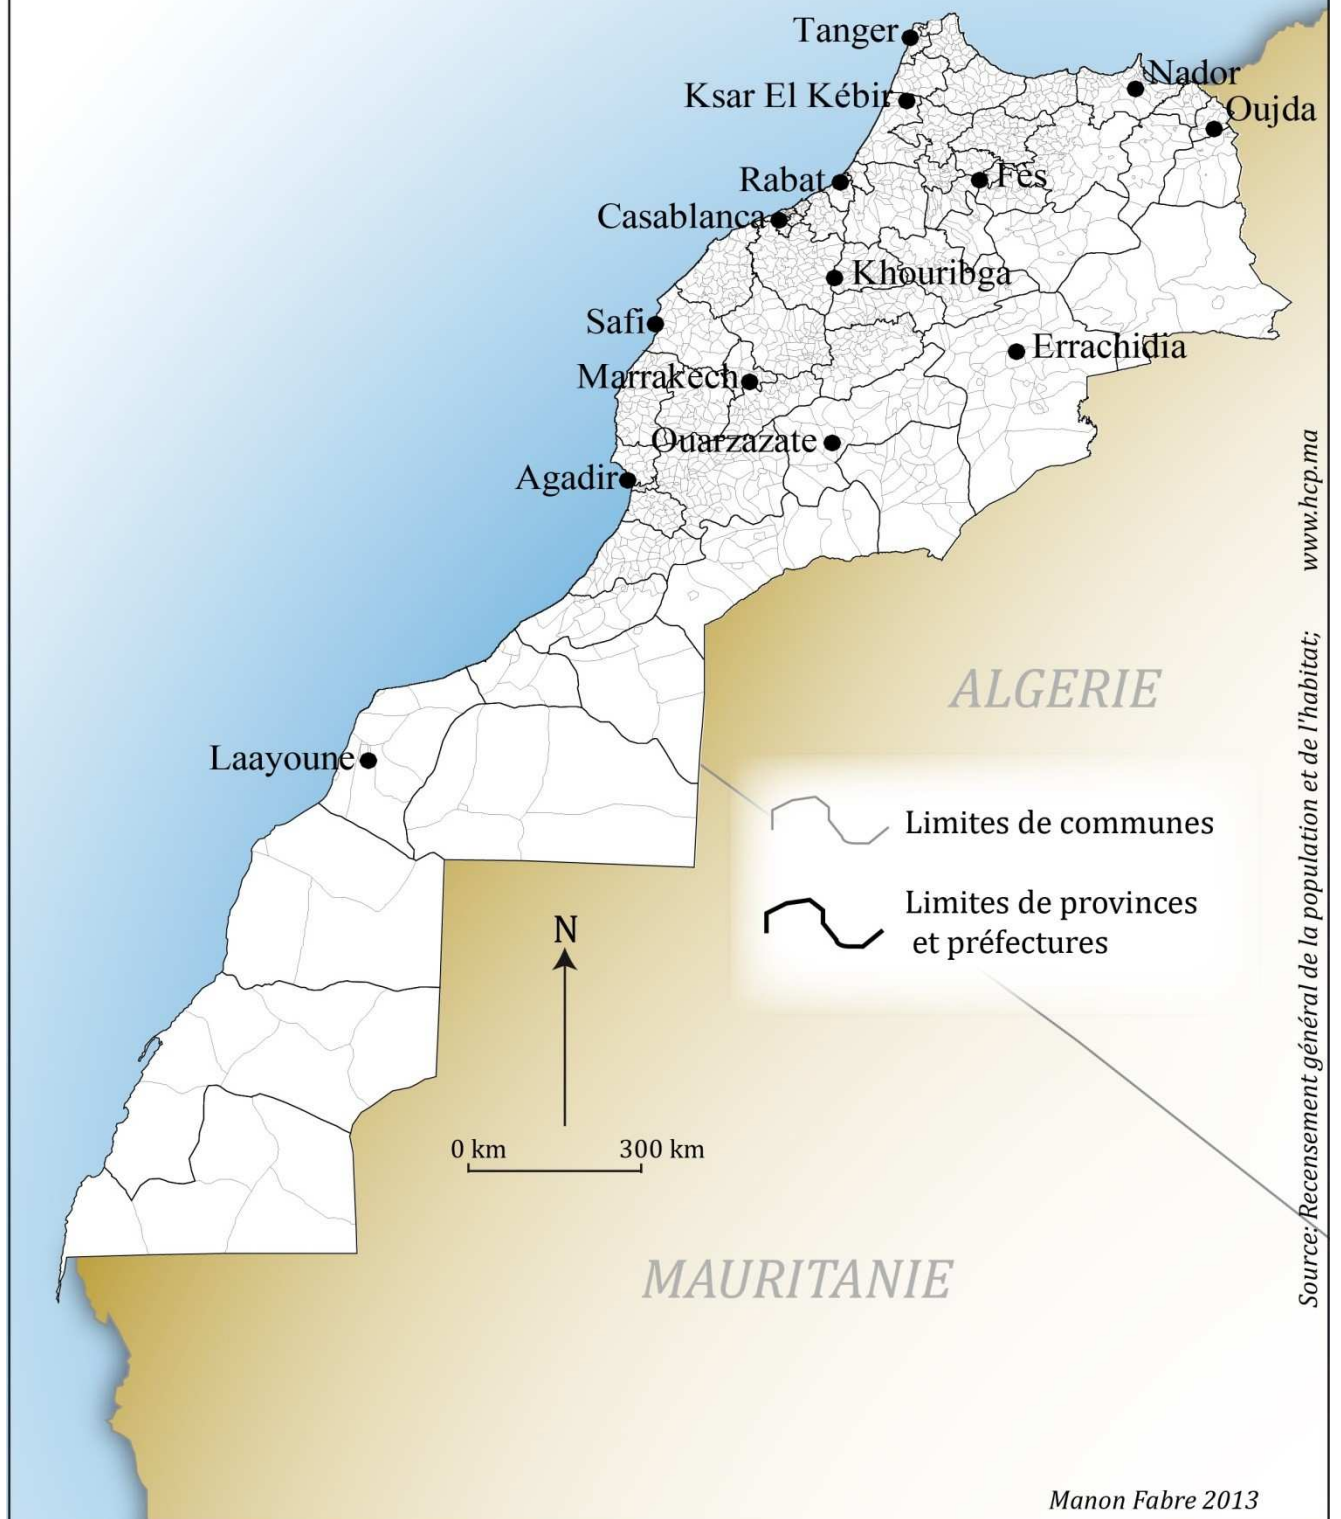 Tanger
Nador
Ksar El Kébir
Oujda
Rabat
Fès
Casablanca
Khouribga
Safi
Errachidia
Marrakech
Ouarzazate
Agadir
ALGERIE
Laayoune
Limites de communes
Limites de provinces
et préfectures
N
0 km 300 km
MAURITANIE
Source: Recensement général de la population et de l'habitat; www.hcp.ma
Manon Fabre 2013